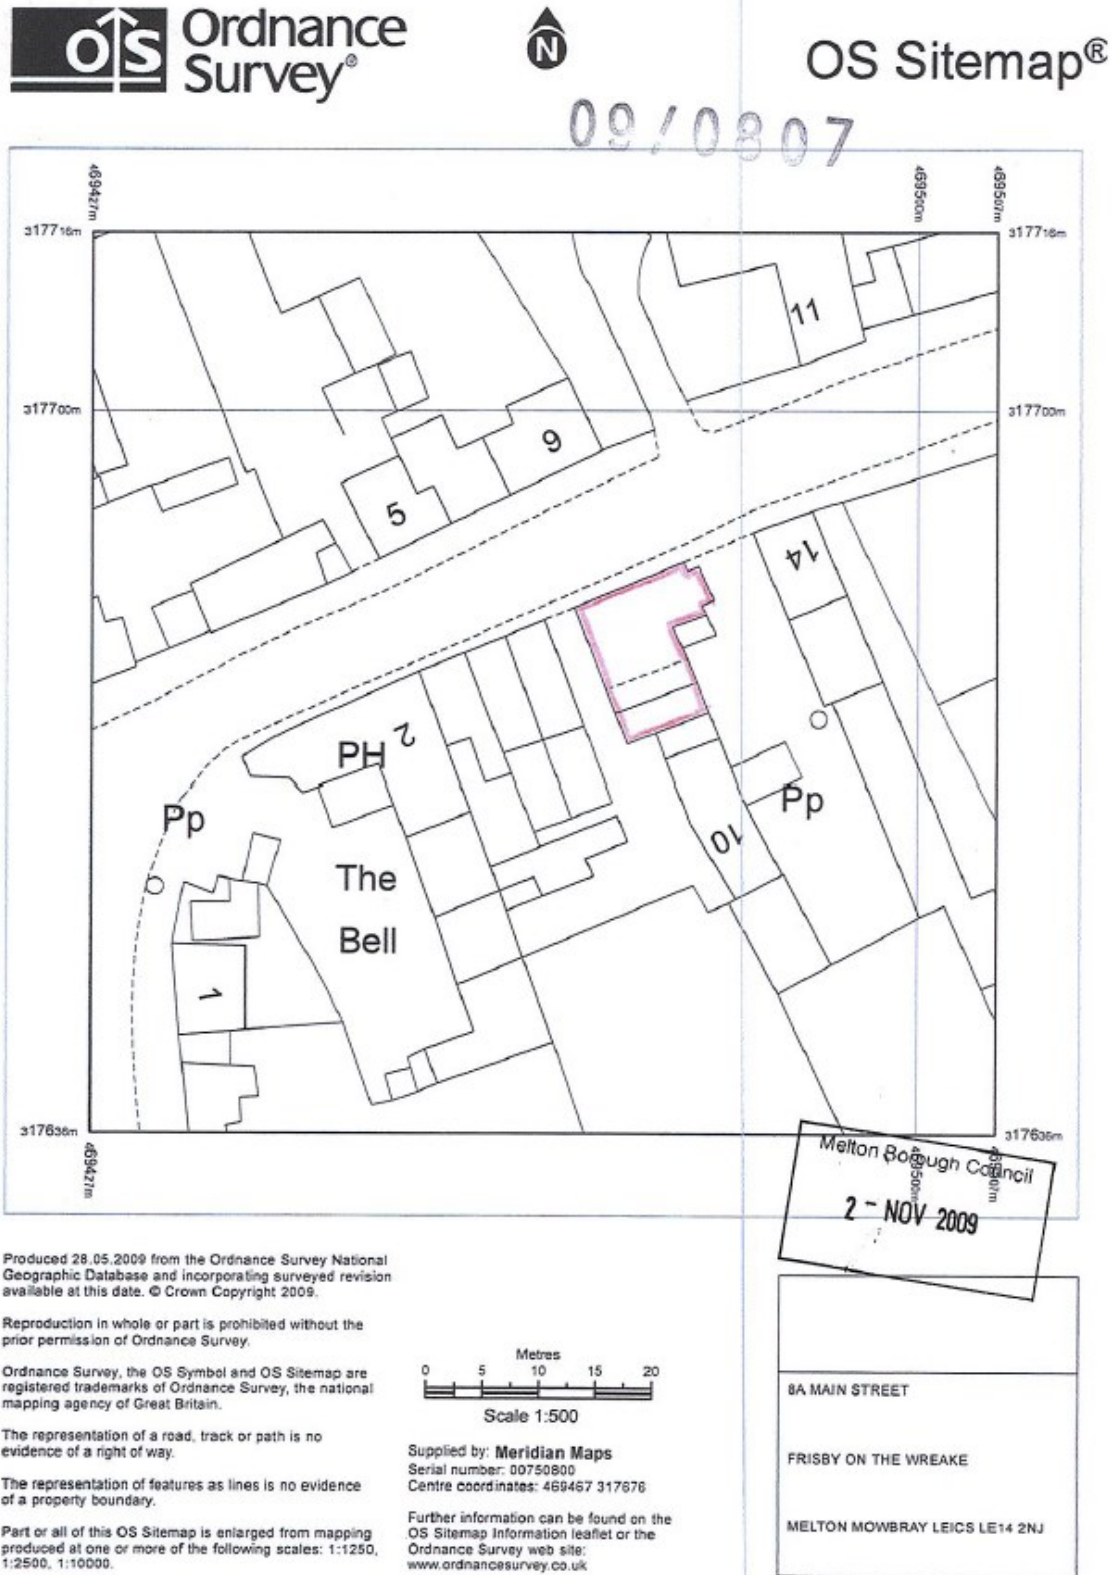 OS Ordnance
Survey®
N
OS Sitemap®
09/0807
469427m
469500m
469507m
317716m
317716m
11
317700m
317700m
9
5
14
2
PH
Pp
Pp
10
The
Bell
1
317636m
317636m
469427m
469500m
469507m
Melton Borough Council
2 - NOV 2009
Produced 28.05.2009 from the Ordnance Survey National
Geographic Database and incorporating surveyed revision
available at this date. © Crown Copyright 2009.
Reproduction in whole or part is prohibited without the
prior permission of Ordnance Survey.
Ordnance Survey, the OS Symbol and OS Sitemap are
registered trademarks of Ordnance Survey, the national
mapping agency of Great Britain.
The representation of a road, track or path is no
evidence of a right of way.
The representation of features as lines is no evidence
of a property boundary.
Part or all of this OS Sitemap is enlarged from mapping
produced at one or more of the following scales: 1:1250,
1:2500, 1:10000.
Metres
0 5 10 15 20
Scale 1:500
Supplied by: Meridian Maps
Serial number: 00750800
Centre coordinates: 469467 317676
Further information can be found on the
OS Sitemap Information leaflet or the
Ordnance Survey web site:
www.ordnancesurvey.co.uk
8A MAIN STREET
FRISBY ON THE WREAKE
MELTON MOWBRAY LEICS LE14 2NJ